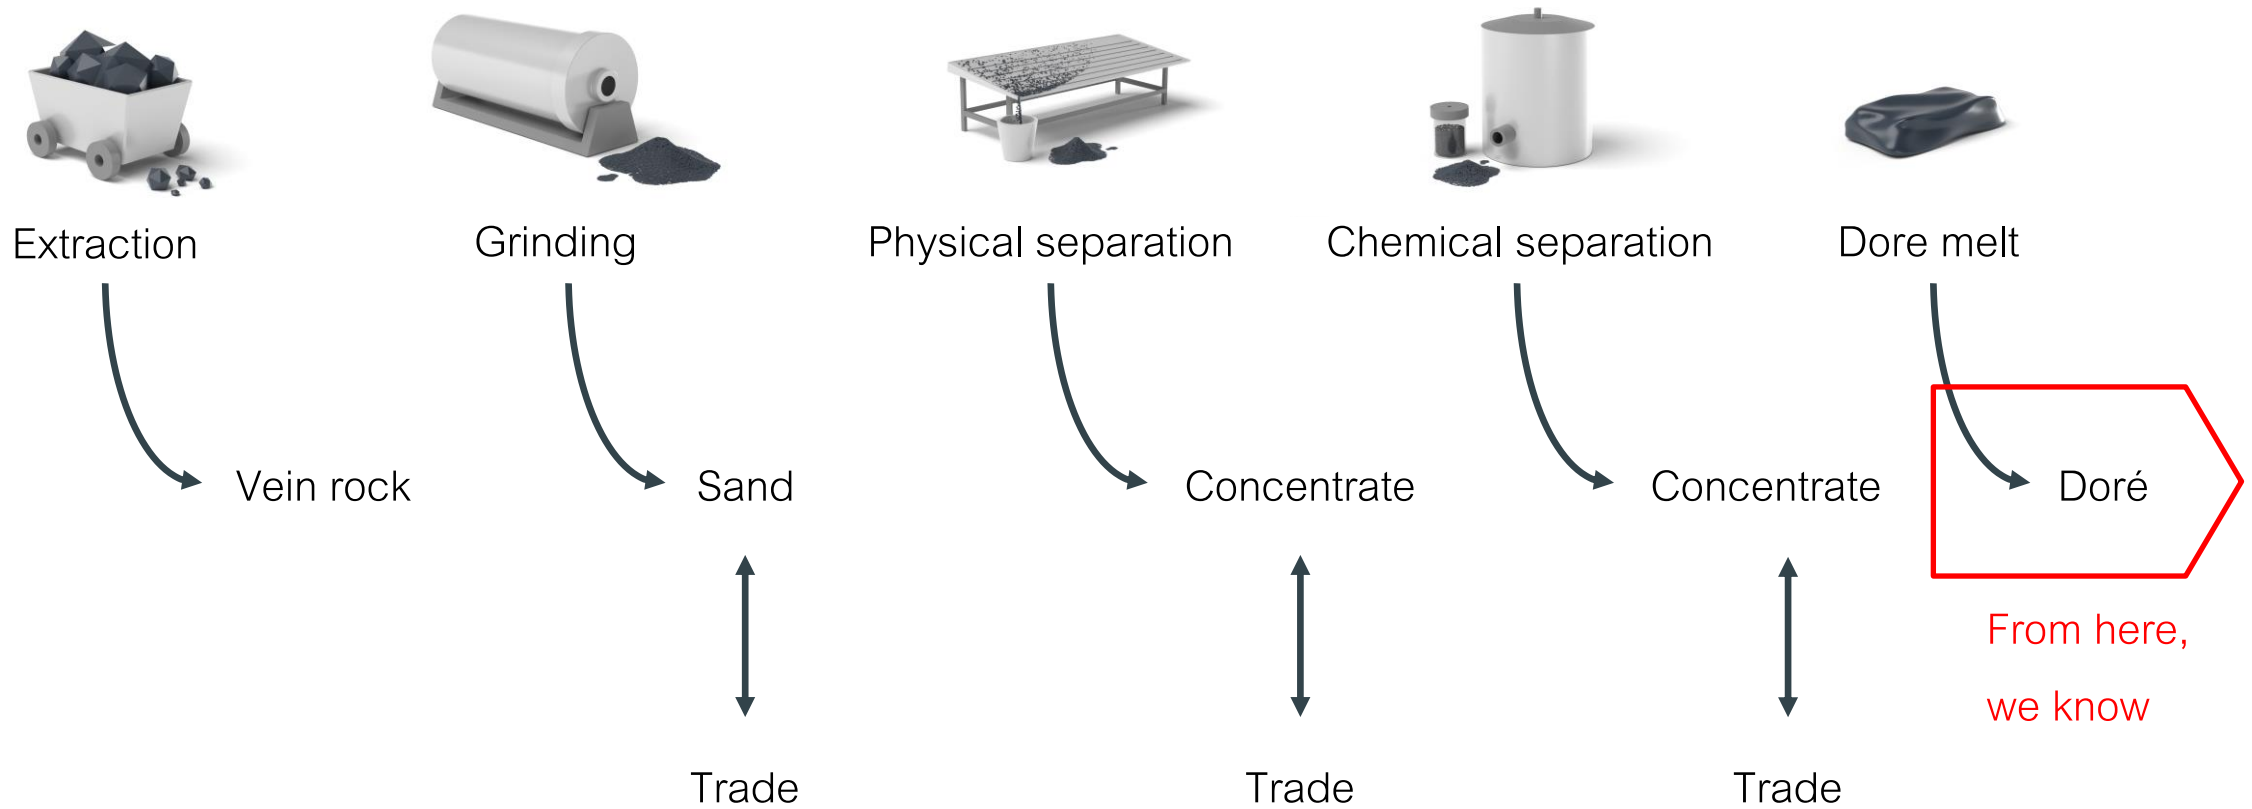 Extraction
Grinding
Physical separation
Chemical separation
Dore melt
Vein rock
Sand
Concentrate
Concentrate
Doré
From here,
we know
Trade
Trade
Trade